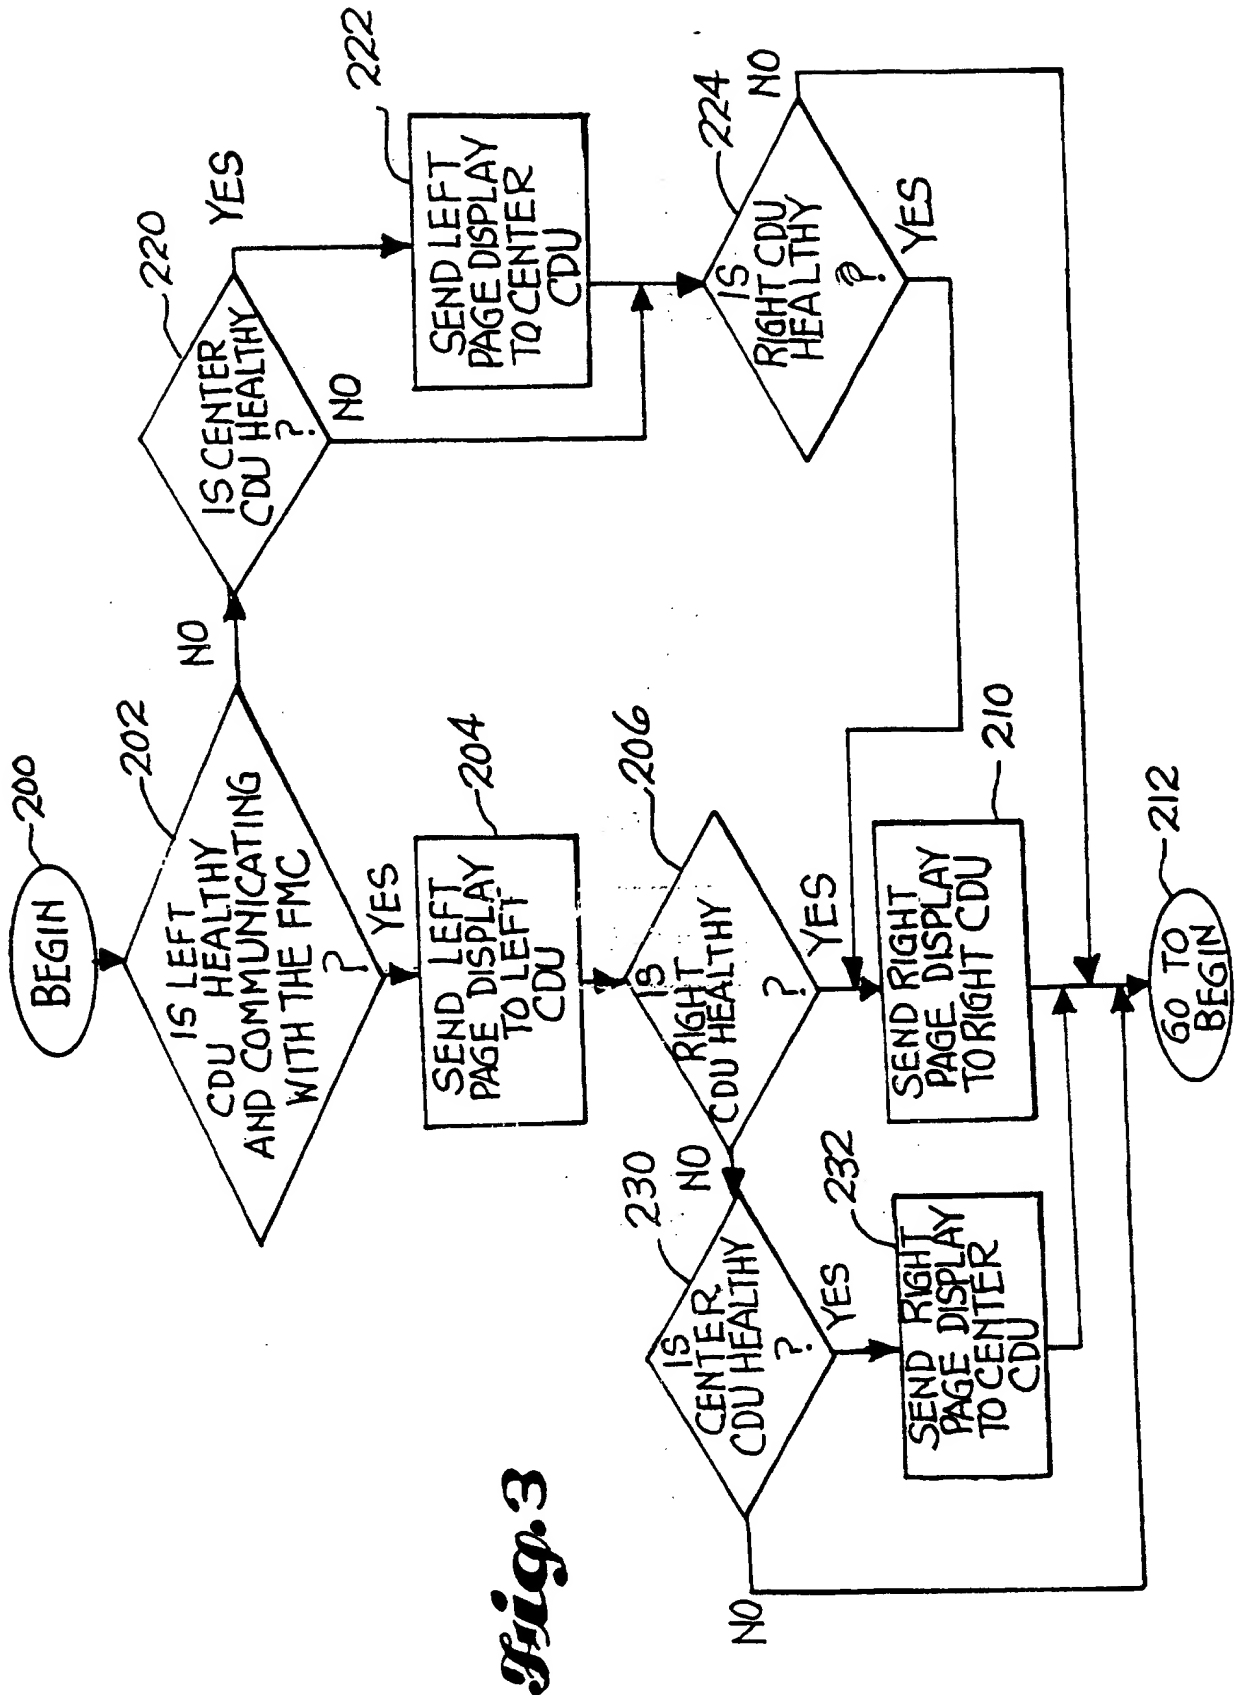 BEGIN
200
IS LEFT
CDU HEALTHY
AND COMMUNICATING
WITH THE FMC
?
202
NO
YES
IS CENTER
CDU HEALTHY
?
220
YES
NO
SEND LEFT
PAGE DISPLAY
TO CENTER
CDU
222
SEND LEFT
PAGE DISPLAY
TO LEFT
CDU
204
IS
RIGHT
CDU HEALTHY
?
206
NO
YES
IS
RIGHT CDU
HEALTHY
?
224
NO
YES
IS
CENTER
CDU HEALTHY
?
230
YES
NO
SEND RIGHT
PAGE DISPLAY
TO CENTER
CDU
232
SEND RIGHT
PAGE DISPLAY
TO RIGHT CDU
210
GO TO
BEGIN
212
Fig. 3